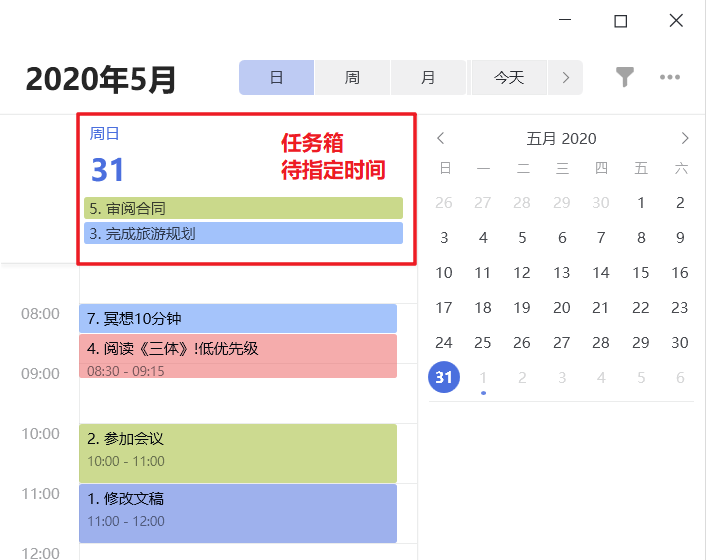 2020年5月
日 周 月 今天
周日
31
任务箱
待指定时间
5. 审阅合同
3. 完成旅游规划
08:00
7. 冥想10分钟
4. 阅读《三体》!低优先级
08:30 - 09:15
09:00
10:00
2. 参加会议
10:00 - 11:00
11:00
1. 修改文稿
11:00 - 12:00
12:00
五月 2020
日 一 二 三 四 五 六
26 27 28 29 30 1 2
3 4 5 6 7 8 9
10 11 12 13 14 15 16
17 18 19 20 21 22 23
24 25 26 27 28 29 30
31 1 2 3 4 5 6